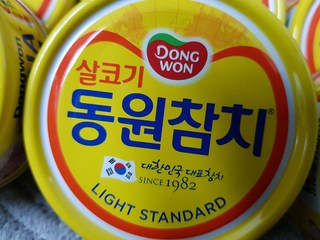 DONG
WON
살코기
동원참치®
대한민국 대표참치
SINCE 1982
LIGHT STANDARD
Dongwon